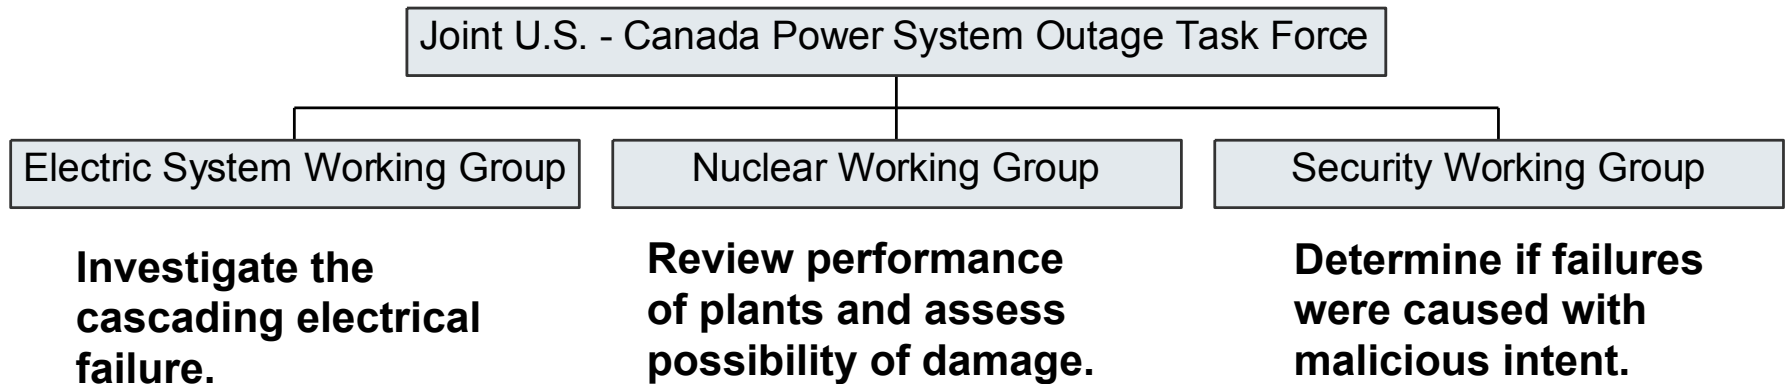 Joint U.S. - Canada Power System Outage Task Force
Electric System Working Group
Nuclear Working Group
Security Working Group
Investigate the
cascading electrical
failure.
Review performance
of plants and assess
possibility of damage.
Determine if failures
were caused with
malicious intent.